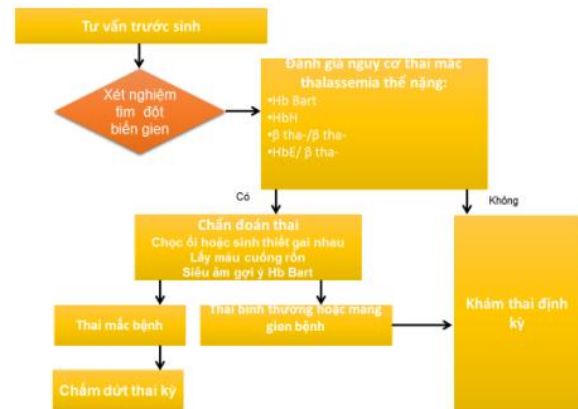 Tư vấn trước sinh
Xét nghiệm
tìm đột
biến gien
Đánh giá nguy cơ thai mắc
thalassemia thể nặng:
•Hb Bart
•HbH
•β tha-/β tha-
•HbE/ β tha-
Có
Không
Chẩn đoán thai
Chọc ối hoặc sinh thiết gai nhau
Lấy máu cuống rốn
Siêu âm gợi ý Hb Bart
Khám thai định
kỳ
Thai mắc bệnh
Thai bình thường hoặc mang
gien bệnh
Chấm dứt thai kỳ